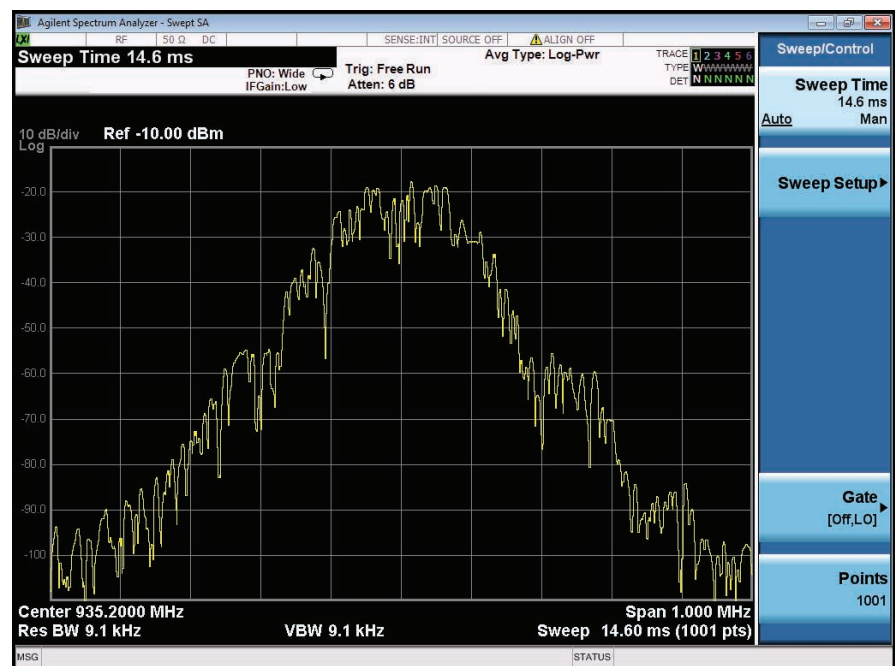 Agilent Spectrum Analyzer - Swept SA
LXI RF 50 Ω DC SENSE:INT SOURCE OFF ALIGN OFF
Sweep Time 14.6 ms
PNO: Wide
IFGain:Low
Trig: Free Run
Atten: 6 dB
Avg Type: Log-Pwr
TRACE 1 2 3 4 5 6
TYPE WWWWWW
DET N N N N N N
10 dB/div Ref -10.00 dBm
Log
-20.0
-30.0
-40.0
-50.0
-60.0
-70.0
-80.0
-90.0
-100
Center 935.2000 MHz Span 1.000 MHz
Res BW 9.1 kHz VBW 9.1 kHz Sweep 14.60 ms (1001 pts)
MSG STATUS
Sweep/Control
Sweep Time
14.6 ms
Auto Man
Sweep Setup
Gate
[Off,LO]
Points
1001